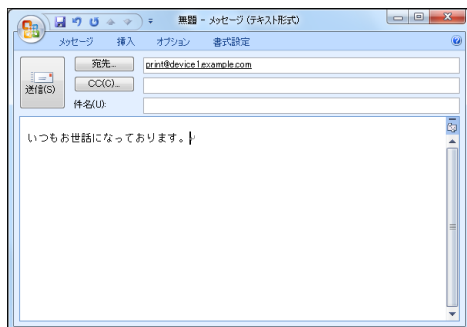 無題 - メッセージ (テキスト形式)
メッセージ 挿入 オプション 書式設定
宛先... print@device1.example.com
送信(S)
CC(C)...
件名(U):
いつもお世話になっております。